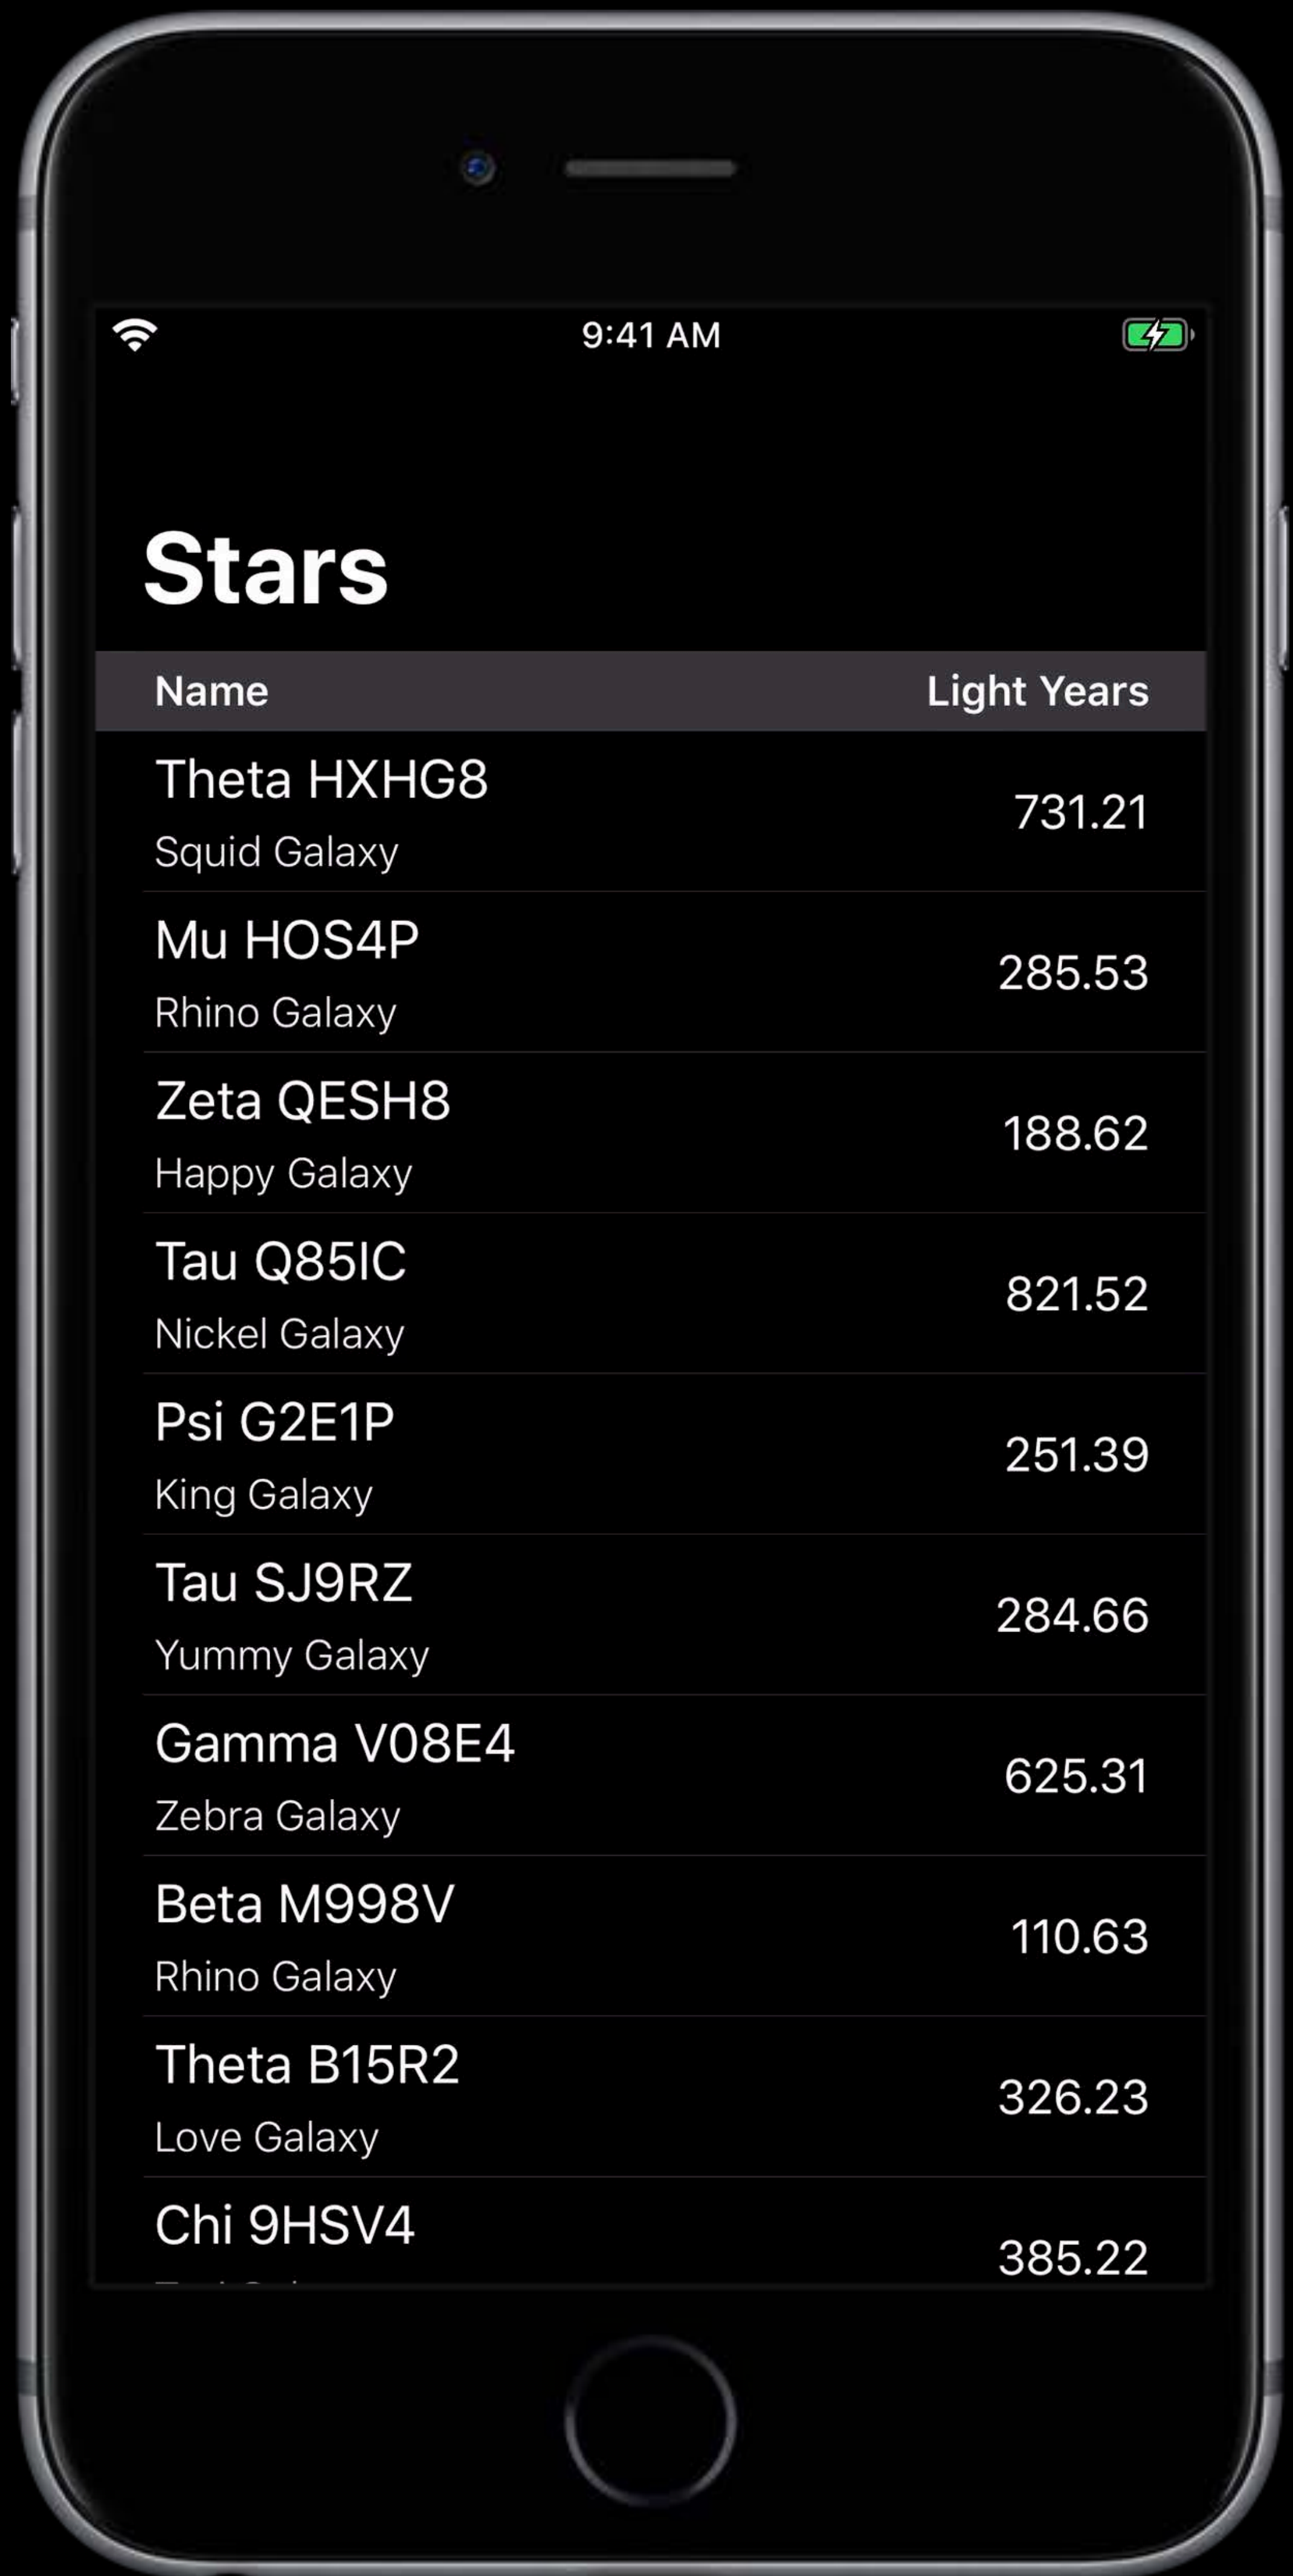 9:41 AM
Stars
Name Light Years
Theta HXHG8
731.21
Squid Galaxy
Mu HOS4P
285.53
Rhino Galaxy
Zeta QESH8
188.62
Happy Galaxy
Tau Q85IC
821.52
Nickel Galaxy
Psi G2E1P
251.39
King Galaxy
Tau SJ9RZ
284.66
Yummy Galaxy
Gamma V08E4
625.31
Zebra Galaxy
Beta M998V
110.63
Rhino Galaxy
Theta B15R2
326.23
Love Galaxy
Chi 9HSV4
385.22